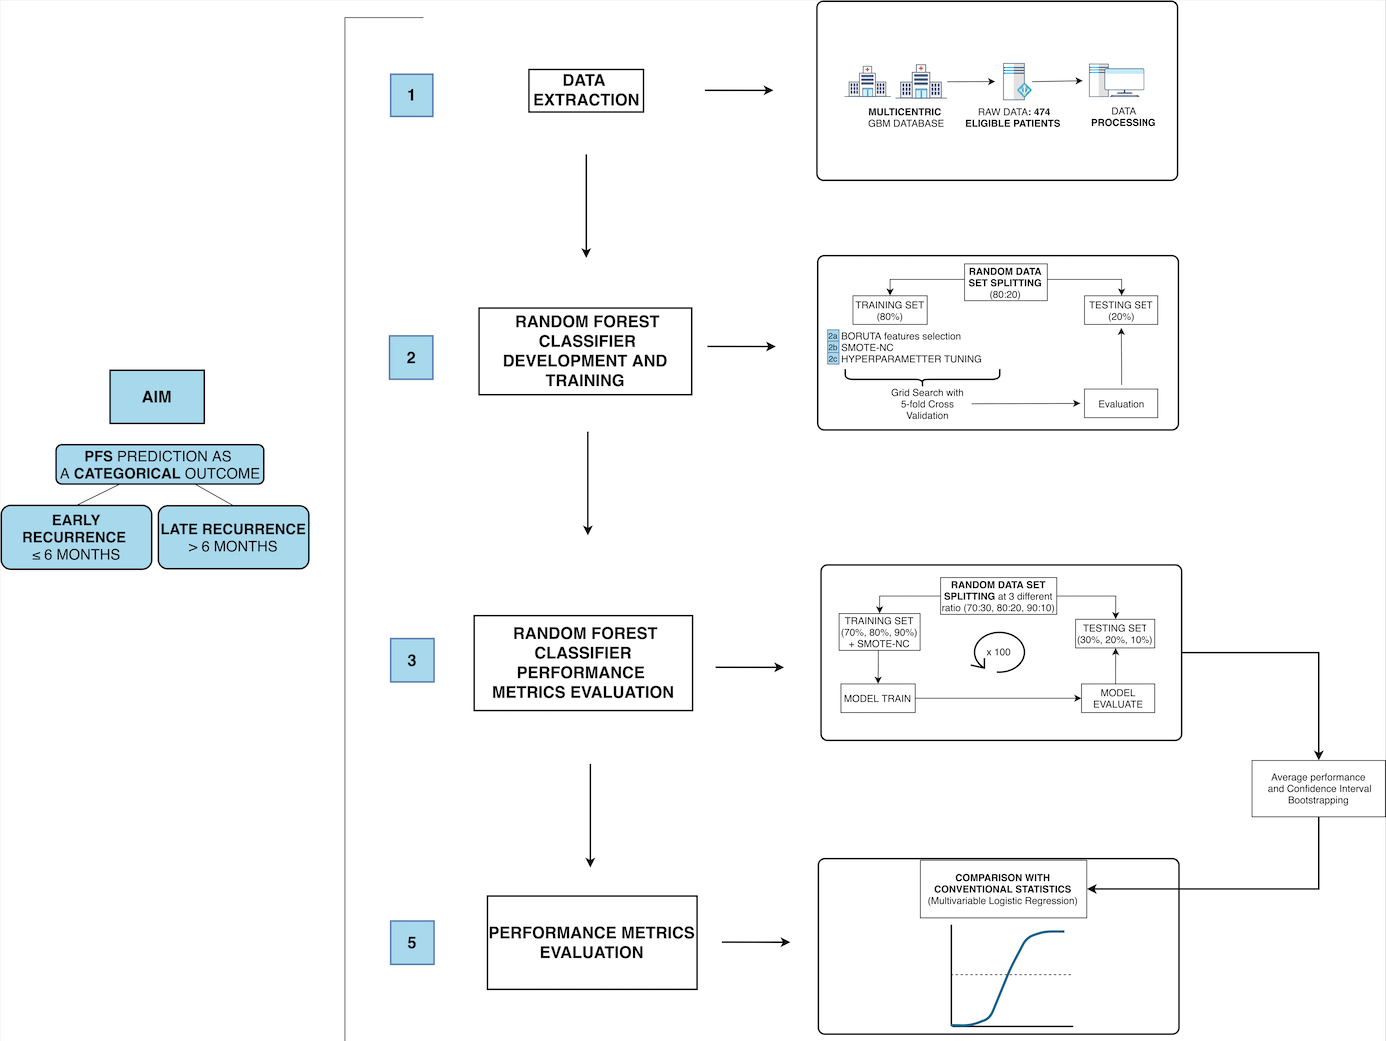 AIM
PFS PREDICTION AS
A CATEGORICAL OUTCOME
EARLY
RECURRENCE
≤ 6 MONTHS
LATE RECURRENCE
> 6 MONTHS
1
DATA
EXTRACTION
MULTICENTRIC
GBM DATABASE
RAW DATA: 474
ELIGIBLE PATIENTS
DATA
PROCESSING
2
RANDOM FOREST
CLASSIFIER
DEVELOPMENT AND
TRAINING
RANDOM DATA
SET SPLITTING
(80:20)
TRAINING SET
(80%)
TESTING SET
(20%)
2a BORUTA features selection
2b SMOTE-NC
2c HYPERPARAMETTER TUNING
Grid Search with
5-fold Cross
Validation
Evaluation
3
RANDOM FOREST
CLASSIFIER
PERFORMANCE
METRICS EVALUATION
RANDOM DATA SET
SPLITTING at 3 different
ratio (70:30, 80:20, 90:10)
TRAINING SET
(70%, 80%, 90%)
+ SMOTE-NC
TESTING SET
(30%, 20%, 10%)
x 100
MODEL TRAIN
MODEL
EVALUATE
Average performance
and Confidence Interval
Bootstrapping
5
PERFORMANCE METRICS
EVALUATION
COMPARISON WITH
CONVENTIONAL STATISTICS
(Multivariable Logistic Regression)